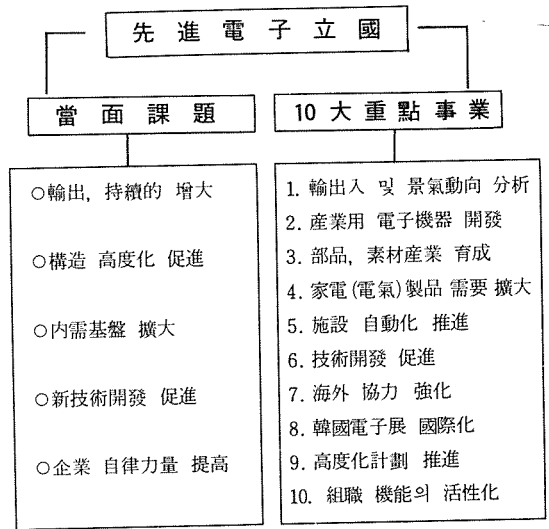 先進電子立國
當面課題
○輸出, 持續的 增大
○構造 高度化 促進
○內需基盤 擴大
○新技術開發 促進
○企業 自律力量 提高
10大重點事業
1. 輸出入 및 景氣動向 分析
2. 産業用 電子機器 開發
3. 部品, 素材産業 育成
4. 家電(電氣)製品 需要 擴大
5. 施設 自動化 推進
6. 技術開發 促進
7. 海外 協力 強化
8. 韓國電子展 國際化
9. 高度化計劃 推進
10. 組織 機能의 活性化